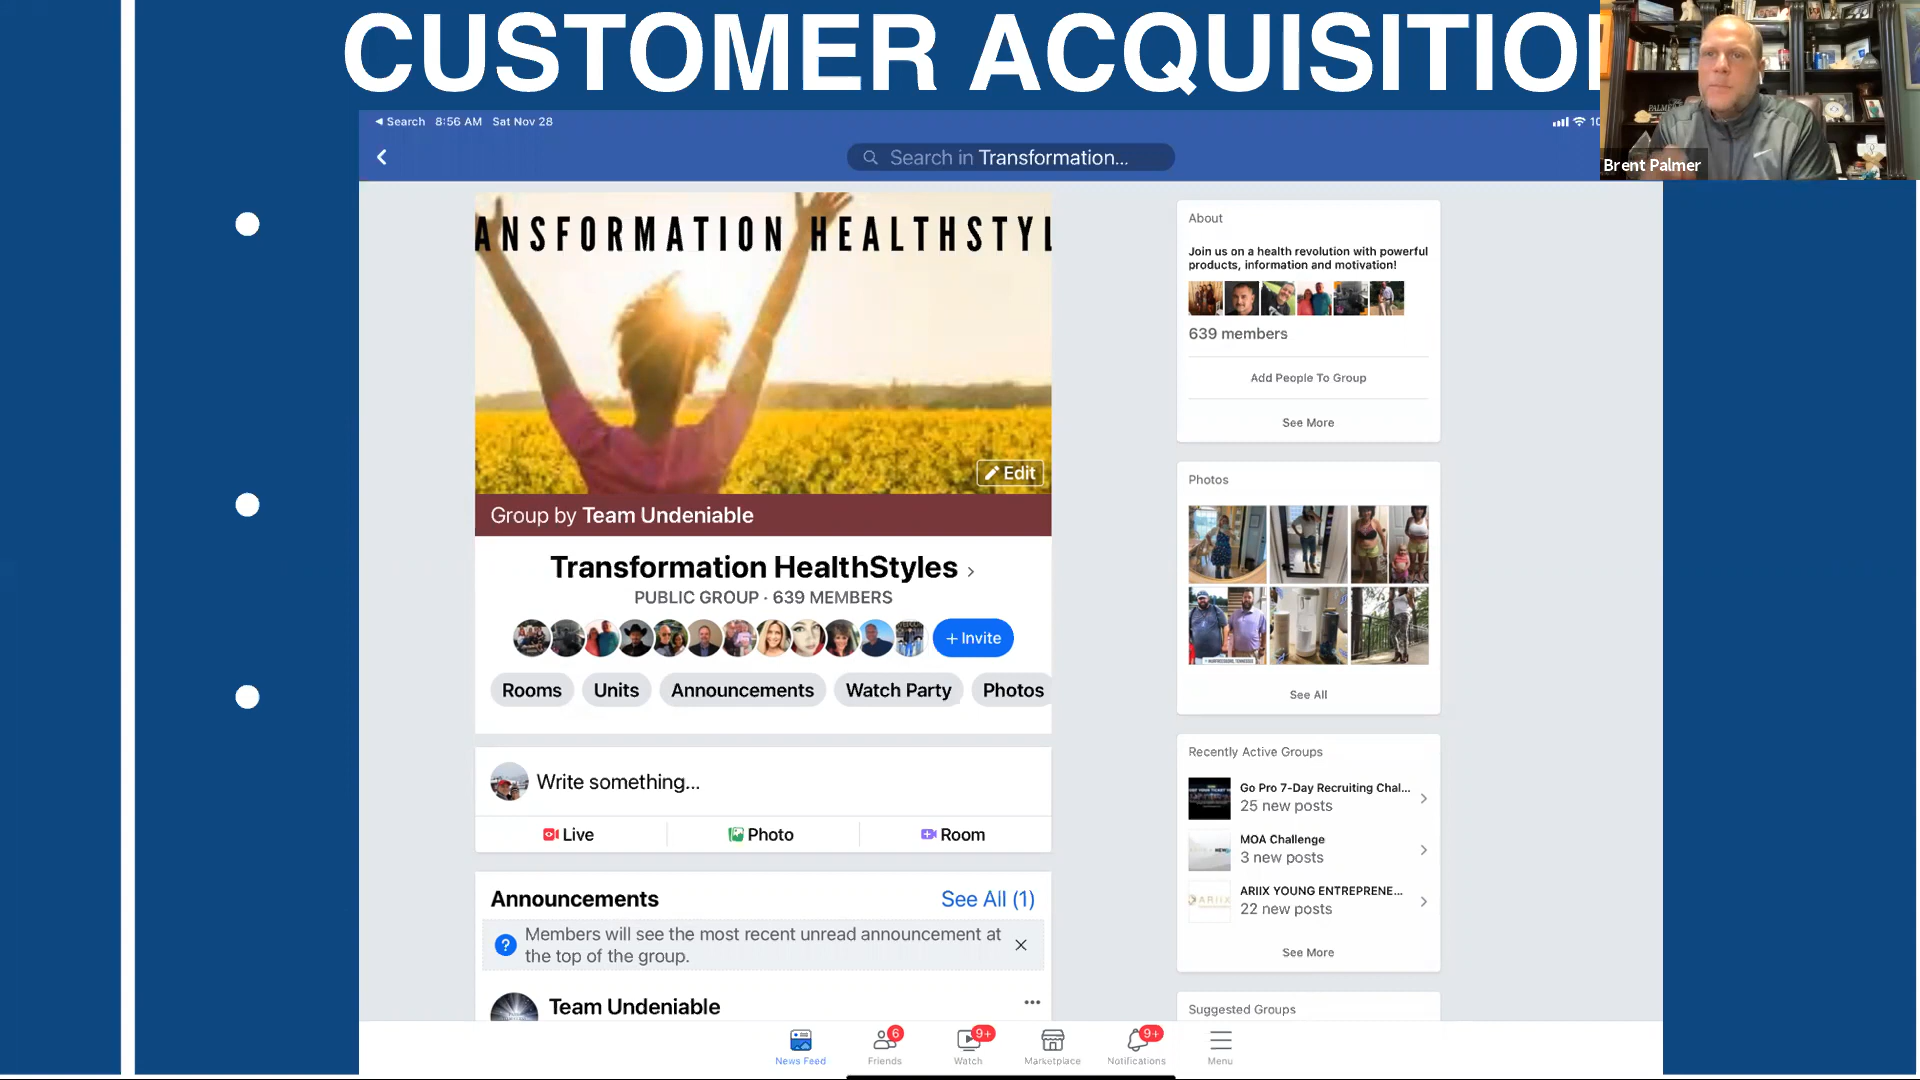 CUSTOMER ACQUISITIO
Search 8:56 AM Sat Nov 28
10
Search in Transformation...
Brent Palmer
ANSFORMATION HEALTHSTYL
Edit
Group by Team Undeniable
Transformation HealthStyles
PUBLIC GROUP · 639 MEMBERS
+ Invite
Rooms Units Announcements Watch Party Photos
Write something...
Live Photo Room
Announcements See All (1)
Members will see the most recent unread announcement at
the top of the group.
Team Undeniable
About
Join us on a health revolution with powerful
products, information and motivation!
639 members
Add People To Group
See More
Photos
See All
Recently Active Groups
Go Pro 7-Day Recruiting Chal...
25 new posts
MOA Challenge
3 new posts
ARIIX
ARIIX YOUNG ENTREPRENE...
22 new posts
See More
Suggested Groups
6 9+ 9+
News Feed Friends Watch Marketplace Notifications Menu